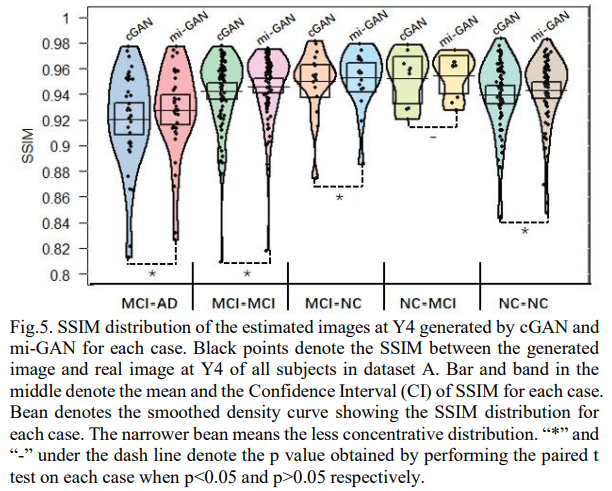 cGAN mi-GAN cGAN mi-GAN cGAN mi-GAN cGAN mi-GAN cGAN mi-GAN
1
0.98
0.96
0.94
0.92
0.9
0.88
0.86
0.84
0.82
0.8
SSIM
* * * - *
MCI=AD MCI=MCI MCI=NC NC=MCI NC=NC
Fig.5. SSIM distribution of the estimated images at Y4 generated by cGAN and
mi-GAN for each case. Black points denote the SSIM between the generated
image and real image at Y4 of all subjects in dataset A. Bar and band in the
middle denote the mean and the Confidence Interval (CI) of SSIM for each case.
Bean denotes the smoothed density curve showing the SSIM distribution for
each case. The narrower bean means the less concentrative distribution. “*” and
“-” under the dash line denote the p value obtained by performing the paired t
test on each case when p<0.05 and p>0.05 respectively.